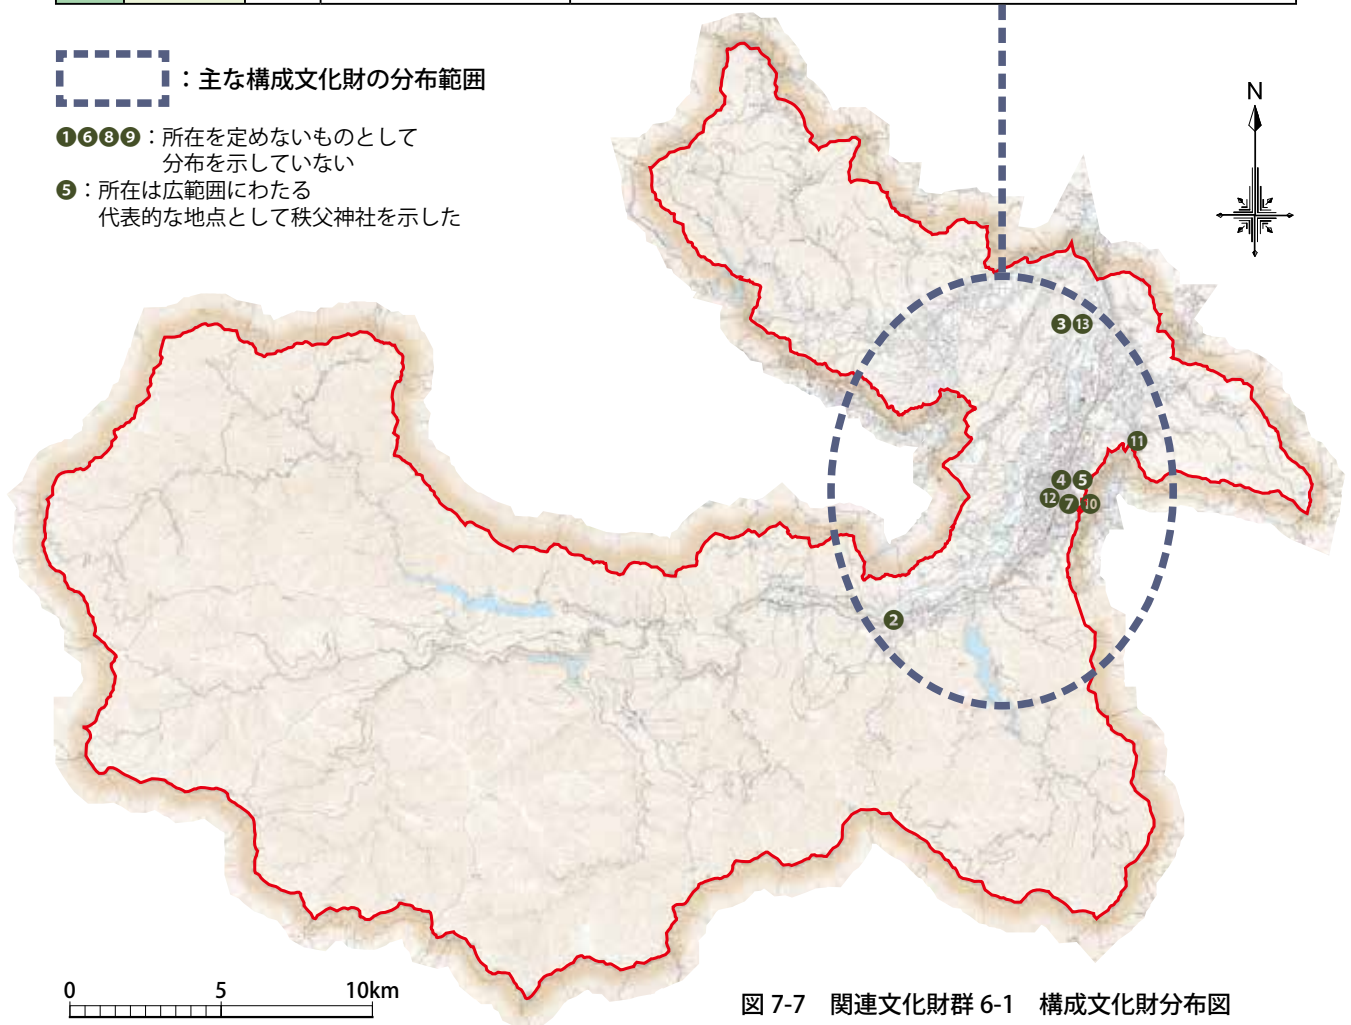 ：主な構成文化財の分布範囲
❶❻❽❾：所在を定めないものとして
分布を示していない
❺：所在は広範囲にわたる
代表的な地点として秩父神社を示した
N
❸⓭
⓫
❹❺
⓬❼❿
❷
0 5 10km
図 7-7 関連文化財群 6-1 構成文化財分布図